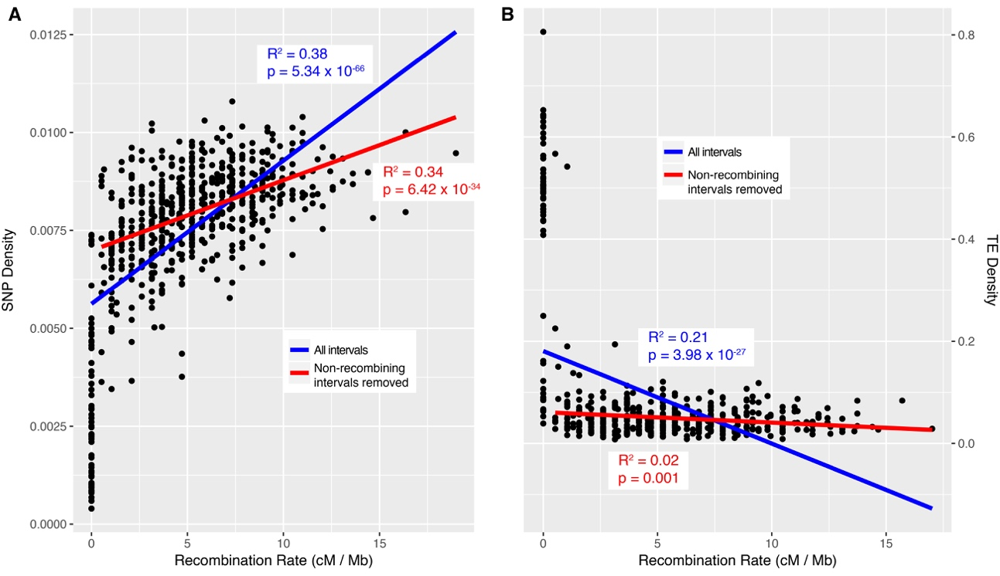 A
0.0125
0.0100
0.0075
0.0050
0.0025
0.0000
SNP Density
R² = 0.38
p = 5.34 x 10⁻⁶⁶
R² = 0.34
p = 6.42 x 10⁻³⁴
All intervals
Non-recombining
intervals removed
0 5 10 15
Recombination Rate (cM / Mb)
B
0.8
0.6
0.4
0.2
0.0
TE Density
All intervals
Non-recombining
intervals removed
R² = 0.21
p = 3.98 x 10⁻²⁷
R² = 0.02
p = 0.001
0 5 10 15
Recombination Rate (cM / Mb)